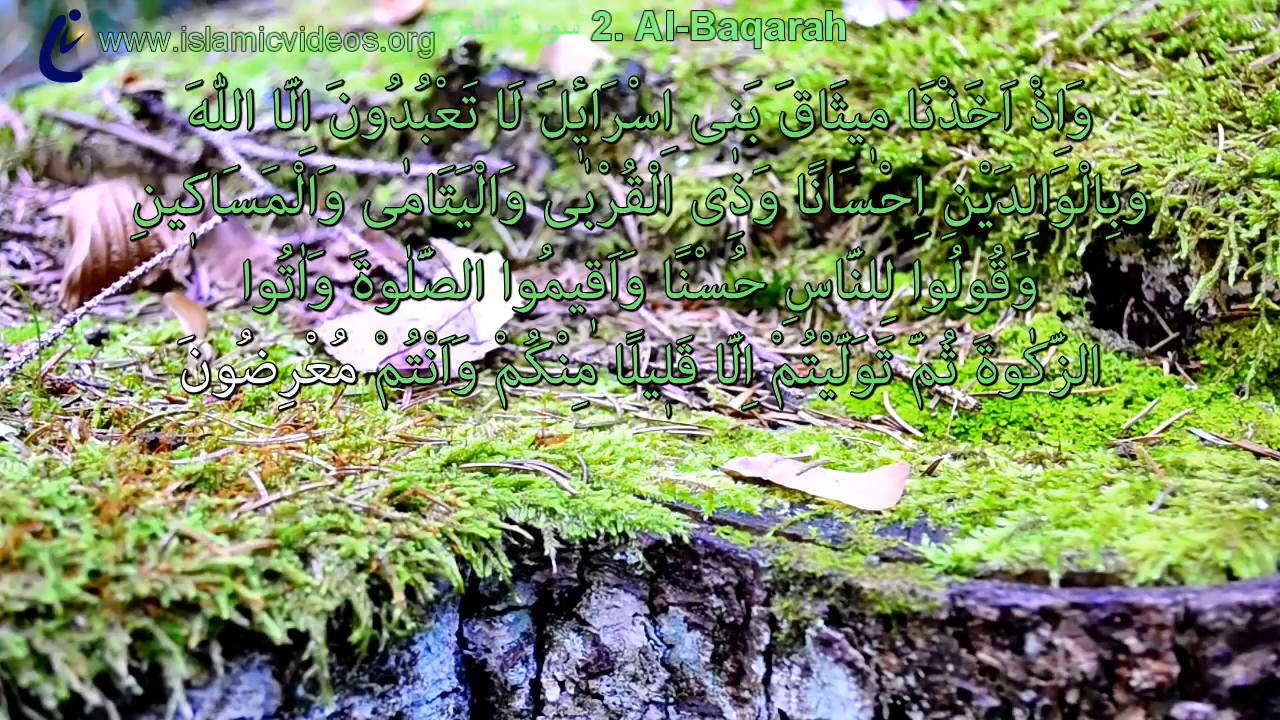 www.islamicvideos.org سورة البقرة 2. Al-Baqarah
وَاِذْ اَخَذْنَا مٖيثَاقَ بَنٖى اِسْرَائٖلَ لَا تَعْبُدُونَ اِلَّا اللّٰهَ
وَبِالْوَالِدَيْنِ اِحْسَانًا وَذِى الْقُرْبٰى وَالْيَتَامٰى وَالْمَسَاكٖينِ
وَقُولُوا لِلنَّاسِ حُسْنًا وَاَقٖيمُوا الصَّلٰوةَ وَاٰتُوا
الزَّكٰوةَ ثُمَّ تَوَلَّيْتُمْ اِلَّا قَلٖيلًا مِنْكُمْ وَاَنْتُمْ مُعْرِضُونَ